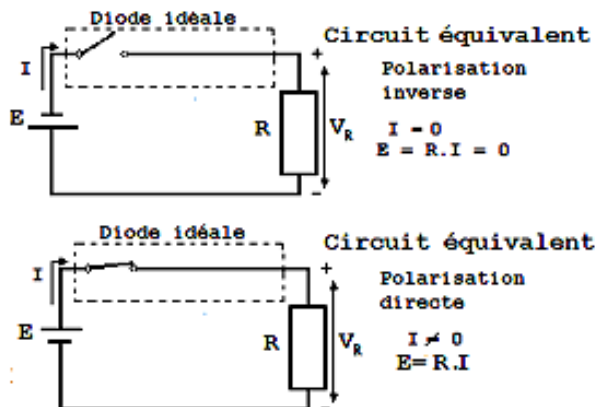 Diode idéale
Circuit équivalent
I
+
Polarisation
inverse
E
R
V_R
I = 0
E = R.I = 0
-
Diode idéale
Circuit équivalent
I
+
Polarisation
directe
E
R
V_R
I ≠ 0
E= R.I
-